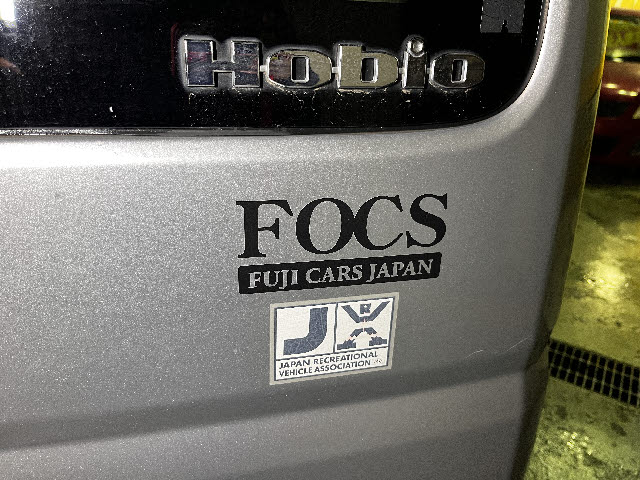 Hobio
FOCS
FUJI CARS JAPAN
JAPAN RECREATIONAL
VEHICLE ASSOCIATION